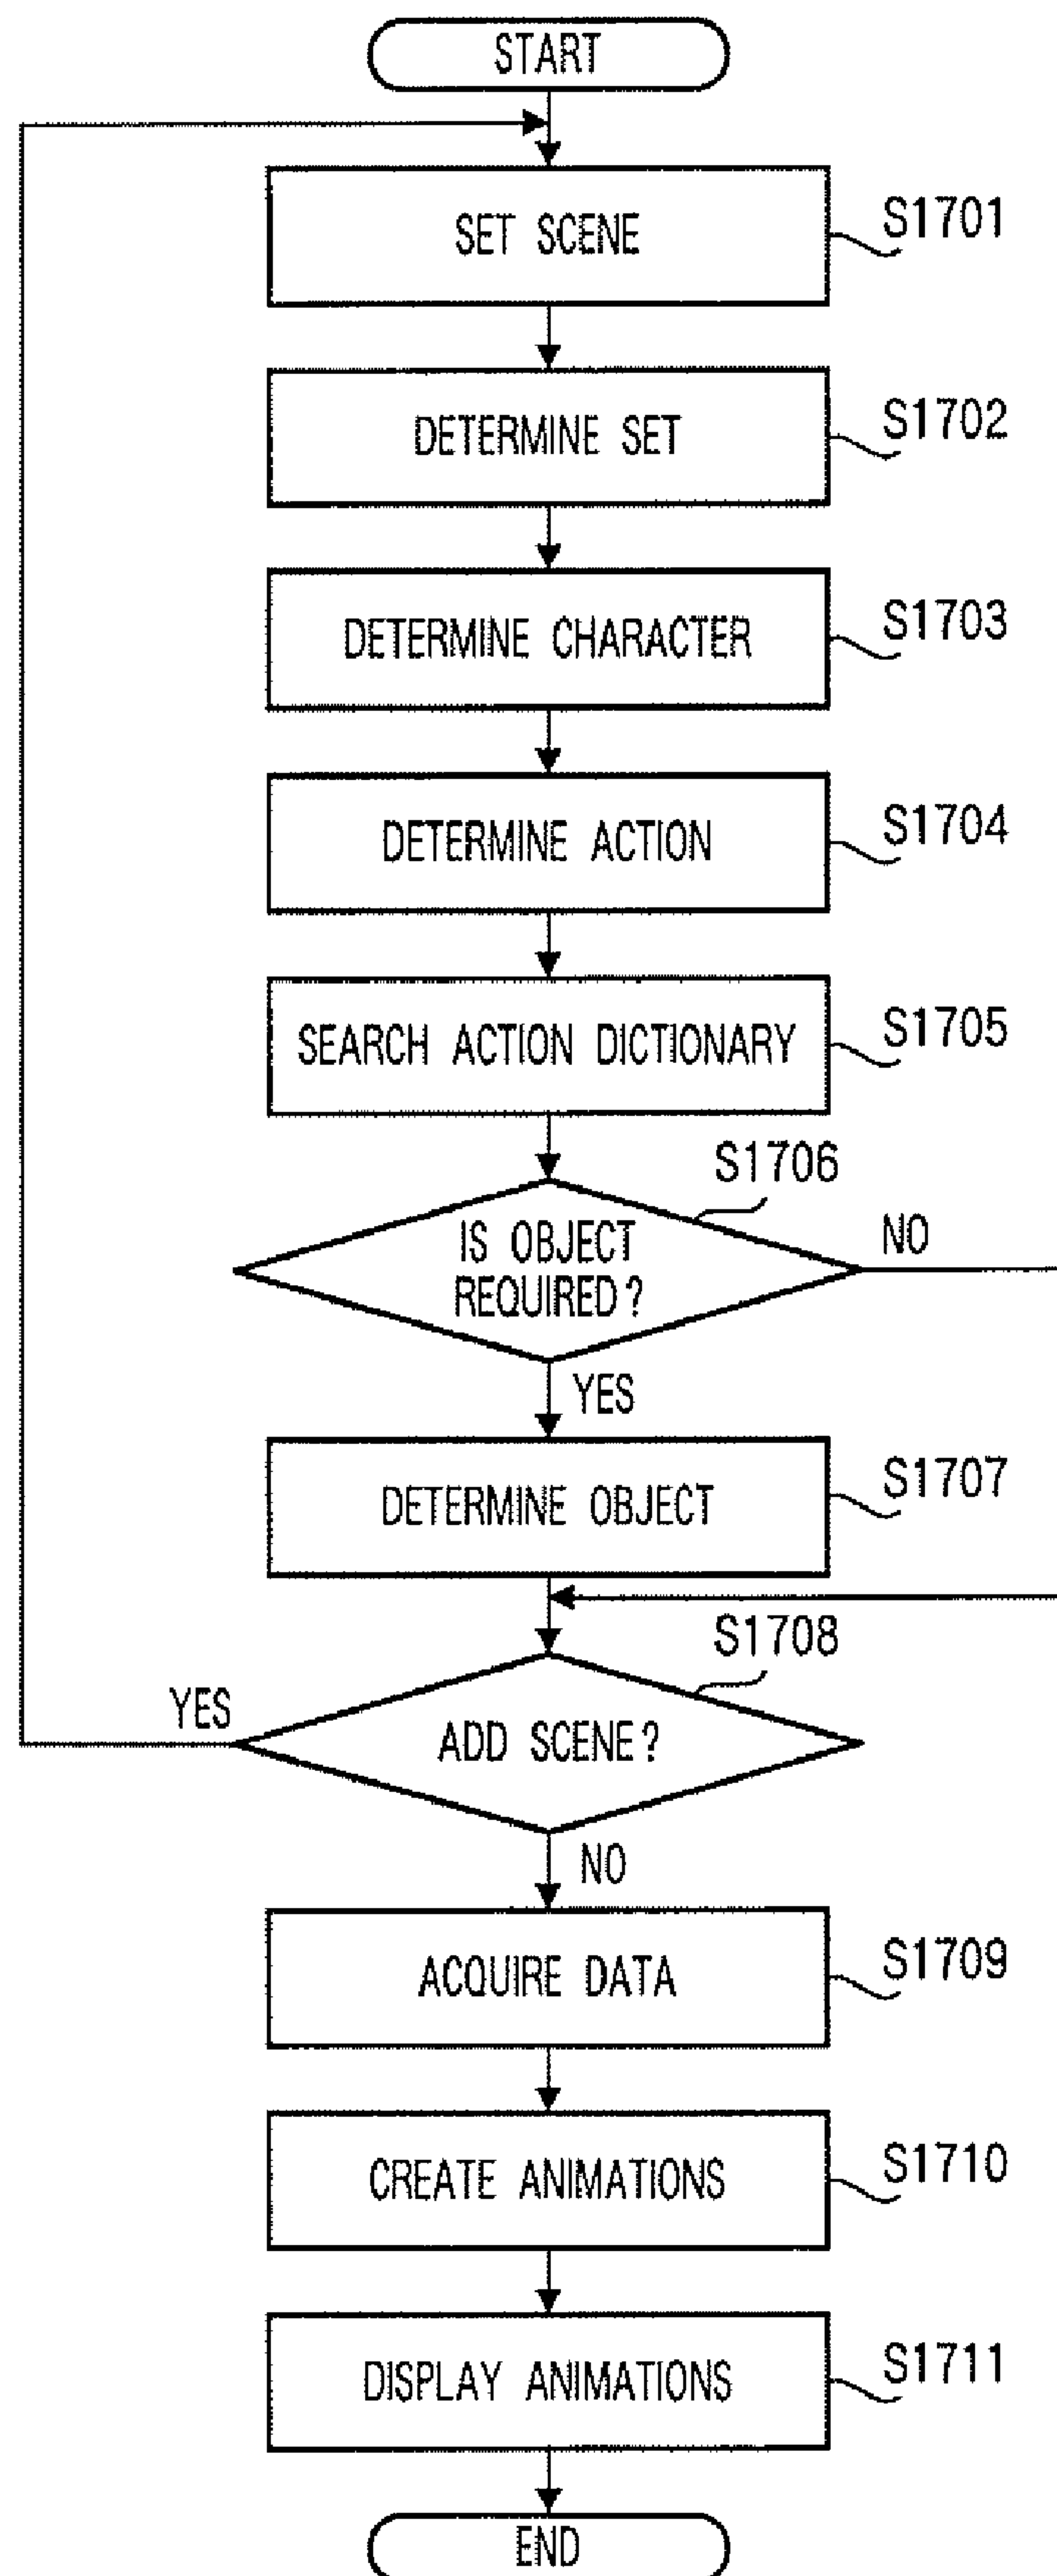 START
SET SCENE
S1701
DETERMINE SET
S1702
DETERMINE CHARACTER
S1703
DETERMINE ACTION
S1704
SEARCH ACTION DICTIONARY
S1705
S1706
IS OBJECT
REQUIRED?
NO
YES
DETERMINE OBJECT
S1707
S1708
YES
ADD SCENE?
NO
ACQUIRE DATA
S1709
CREATE ANIMATIONS
S1710
DISPLAY ANIMATIONS
S1711
END